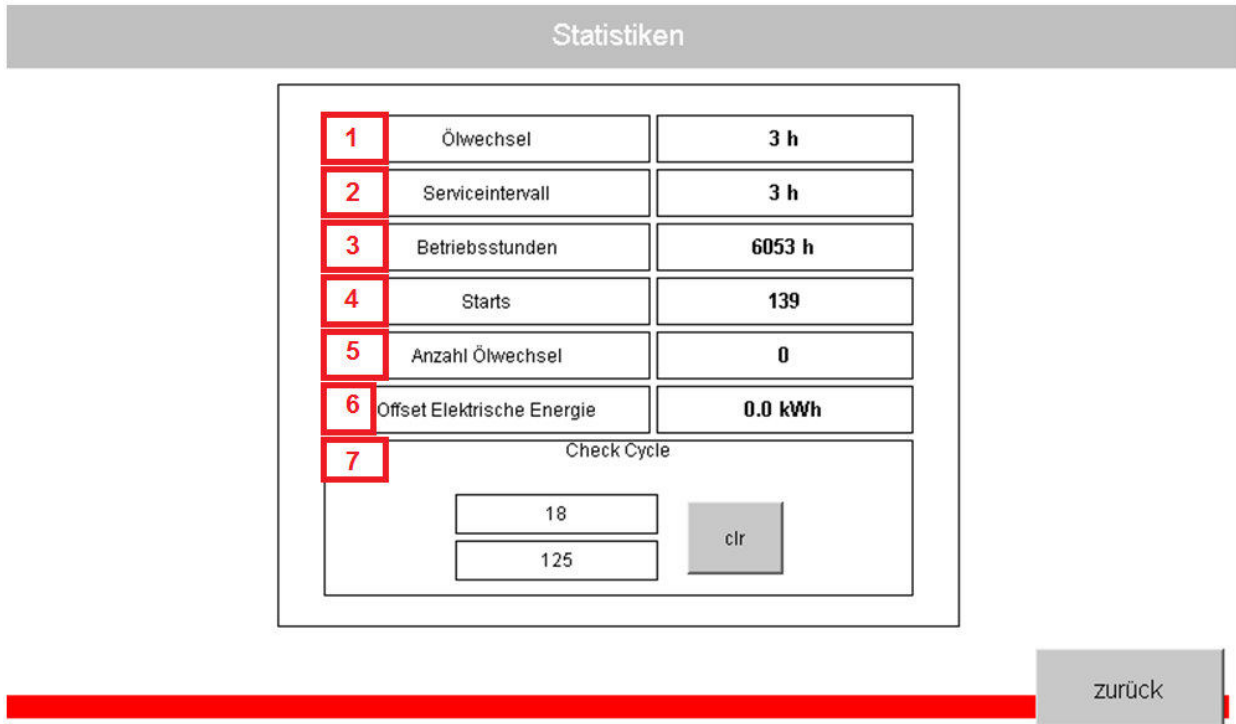 Statistiken
1 Ölwechsel 3 h
2 Serviceintervall 3 h
3 Betriebsstunden 6053 h
4 Starts 139
5 Anzahl Ölwechsel 0
6 Offset Elektrische Energie 0.0 kWh
7 Check Cycle
18
clr
125
zurück